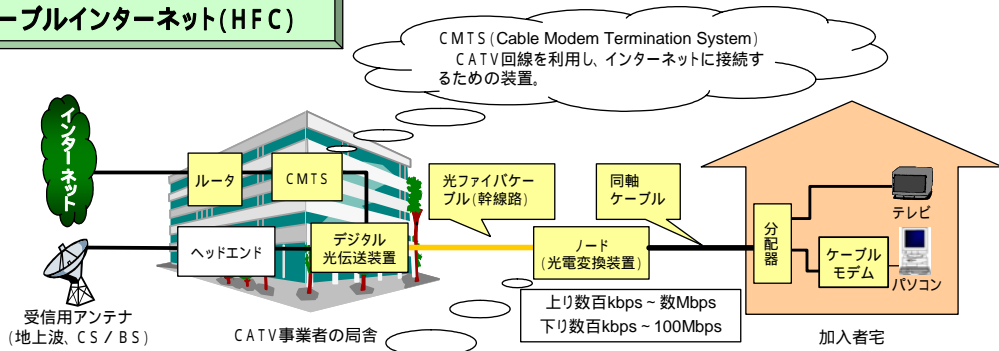 ーブルインターネット(HFC)
CMTS(Cable Modem Termination System)
CATV回線を利用し、インターネットに接続す
るための装置。
インターネット
ルータ
CMTS
光ファイバケー
ブル(幹線路)
同軸
ケーブル
テレビ
分配器
ヘッドエンド
デジタル
光伝送装置
ノード
(光電変換装置)
ケーブル
モデム
パソコン
上り数百kbps~数Mbps
下り数百kbps~100Mbps
受信用アンテナ
(地上波、CS/BS)
CATV事業者の局舎
加入者宅